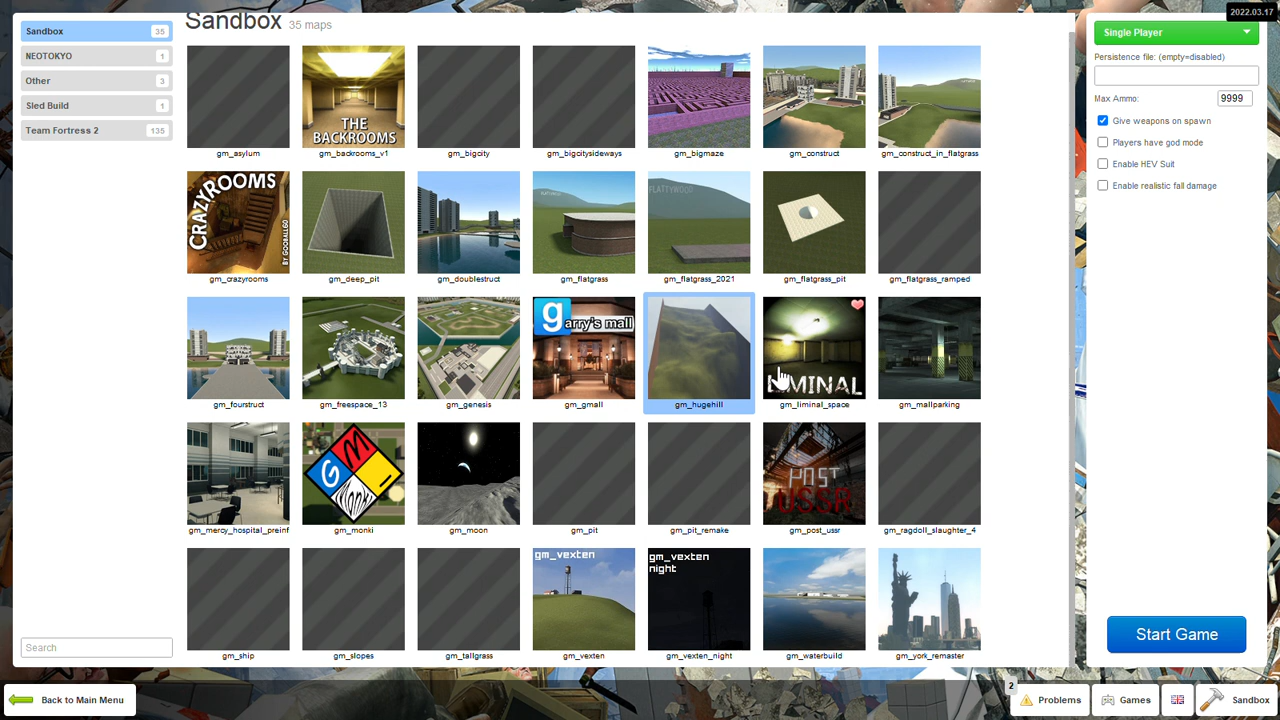 2022.03.17
Sandbox 35
NEOTOKYO 1
Other 3
Sled Build 1
Team Fortress 2 135
Search
Sandbox 35 maps
gm_asylum
THE BACKROOMS
gm_backrooms_v1
gm_bigcity
gm_bigcitysideways
gm_bigmaze
gm_construct
gm_construct_in_flatgrass
CRAZYROOMS
BY GOOBALLGO
gm_crazyrooms
gm_deep_pit
gm_doublestruct
gm_flatgrass
FLATTYWOOD
gm_flatgrass_2021
gm_flatgrass_pit
gm_flatgrass_ramped
gm_fourstruct
gm_freespace_13
gm_genesis
garry's mall
gm_gmall
gm_hugehill
LIMINAL
gm_liminal_space
gm_mallparking
gm_mercy_hospital_preinf
G M
gm_monki
gm_moon
gm_pit
gm_pit_remake
POST
USSR
gm_post_ussr
gm_ragdoll_slaughter_4
gm_ship
gm_slopes
gm_tallgrass
gm_vexten
gm_vexten
gm_vexten
night
gm_vexten_night
gm_waterbuild
gm_york_remaster
Single Player
Persistence file: (empty=disabled)
Max Ammo: 9999
Give weapons on spawn
Players have god mode
Enable HEV Suit
Enable realistic fall damage
Start Game
Back to Main Menu
2
Problems
Games
Sandbox